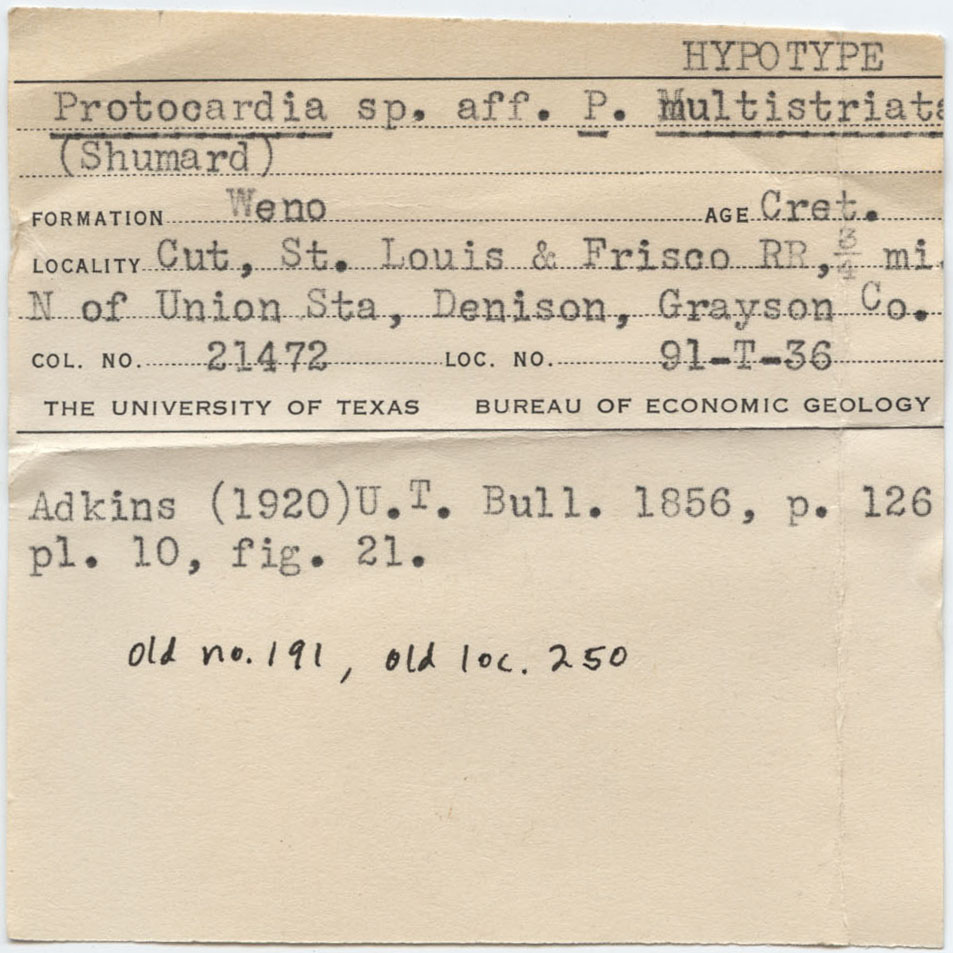 HYPOTYPE
Protocardia sp. aff. P. Multistriata
(Shumard)
FORMATION Weno AGE Cret.
LOCALITY Cut, St. Louis & Frisco RR, 3/4 mi.
N of Union Sta, Denison, Grayson Co.
COL. NO. 21472 LOC. NO. 91-T-36
THE UNIVERSITY OF TEXAS BUREAU OF ECONOMIC GEOLOGY
Adkins (1920)U.T. Bull. 1856, p. 126
pl. 10, fig. 21.
old no. 191, old loc. 250